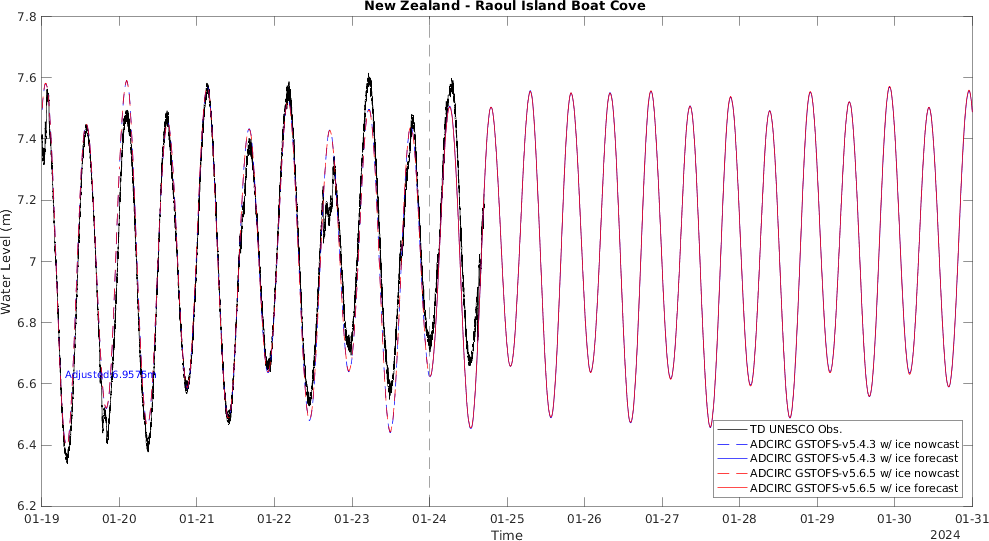 New Zealand - Raoul Island Boat Cove
7.8
7.6
7.4
7.2
7
6.8
6.6
6.4
6.2
Water Level (m)
Adjusted 6.9575m
TD UNESCO Obs.
ADCIRC GSTOFS-v5.4.3 w/ ice nowcast
ADCIRC GSTOFS-v5.4.3 w/ ice forecast
ADCIRC GSTOFS-v5.6.5 w/ ice nowcast
ADCIRC GSTOFS-v5.6.5 w/ ice forecast
01-19 01-20 01-21 01-22 01-23 01-24 01-25 01-26 01-27 01-28 01-29 01-30 01-31
Time
2024